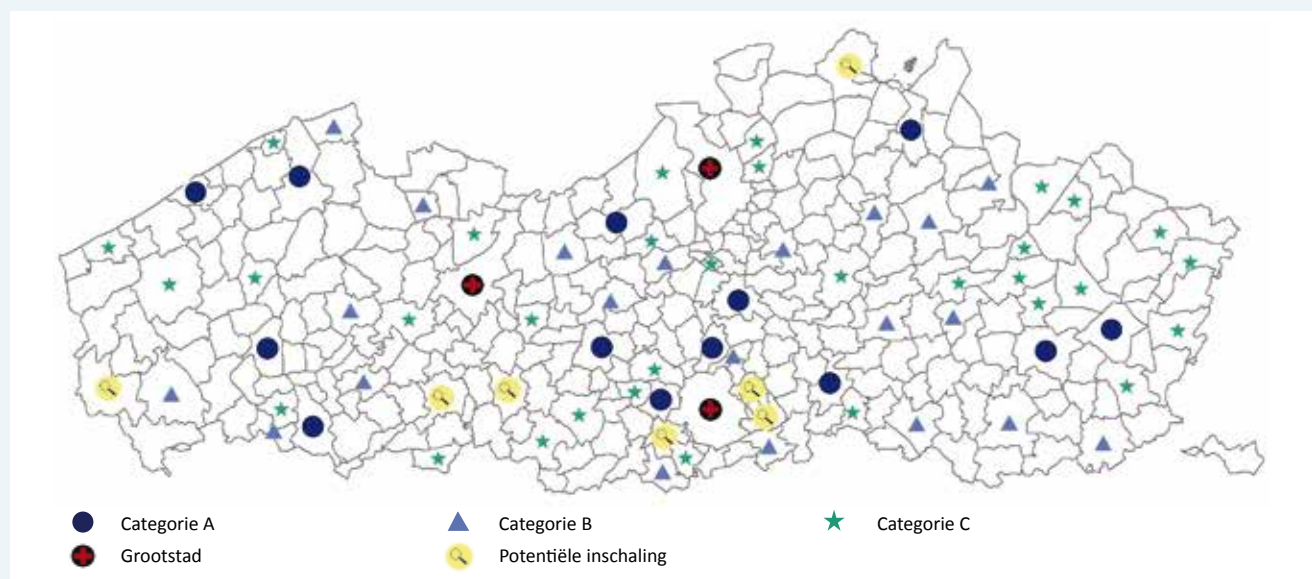 Categorie A
Categorie B
Categorie C
Grootstad
Potentiële inschaling